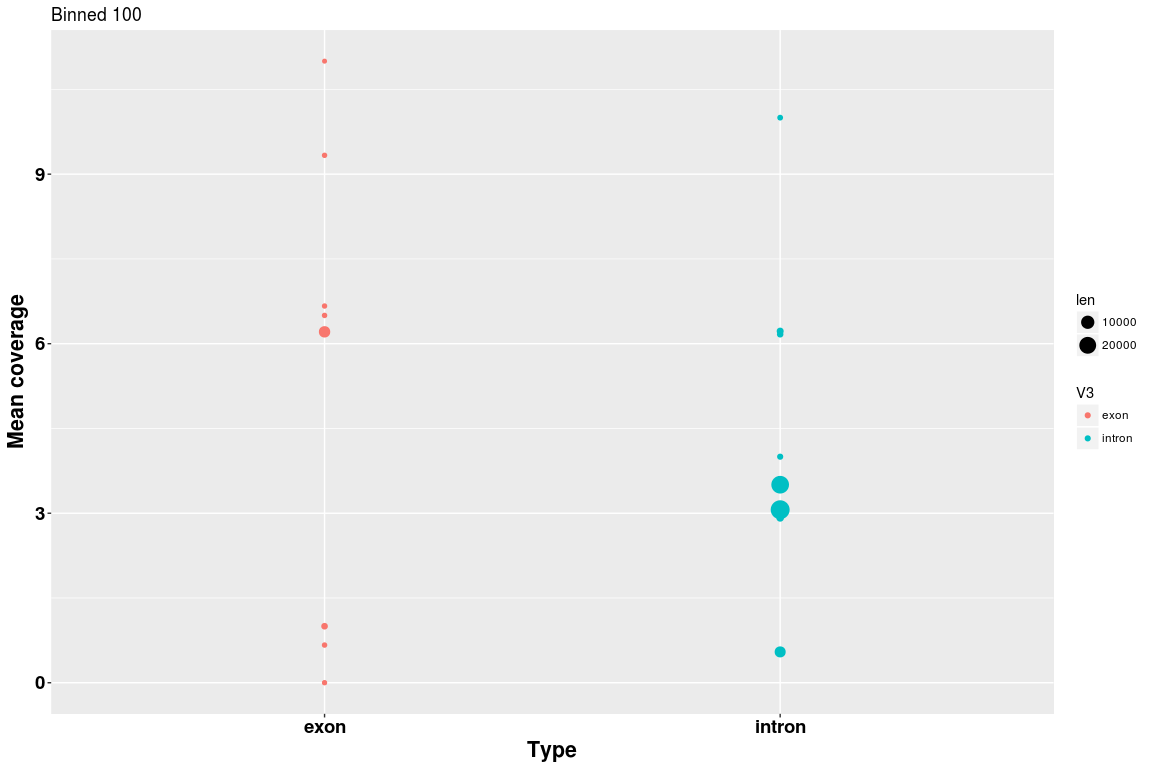 Binned 100
Mean coverage
9
6
3
0
exon
intron
Type
len
10000
20000
V3
exon
intron